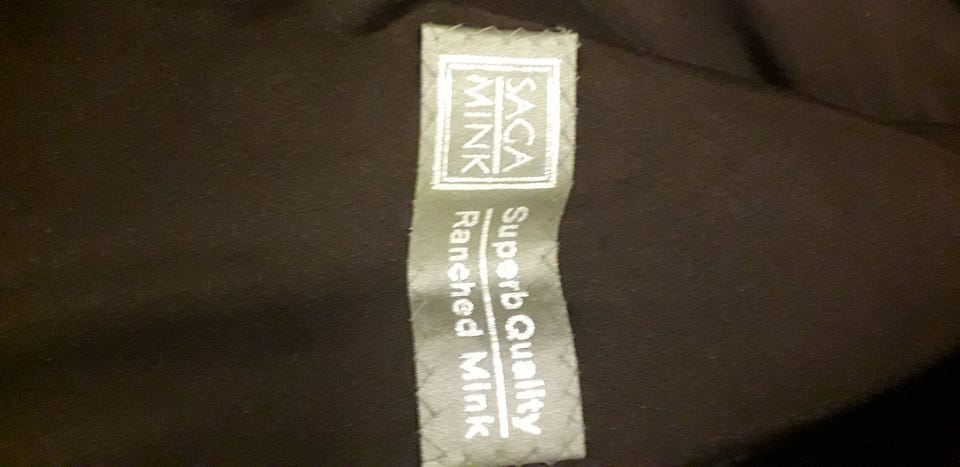 SAGA
MINK
Superb Quality
Ranched Mink